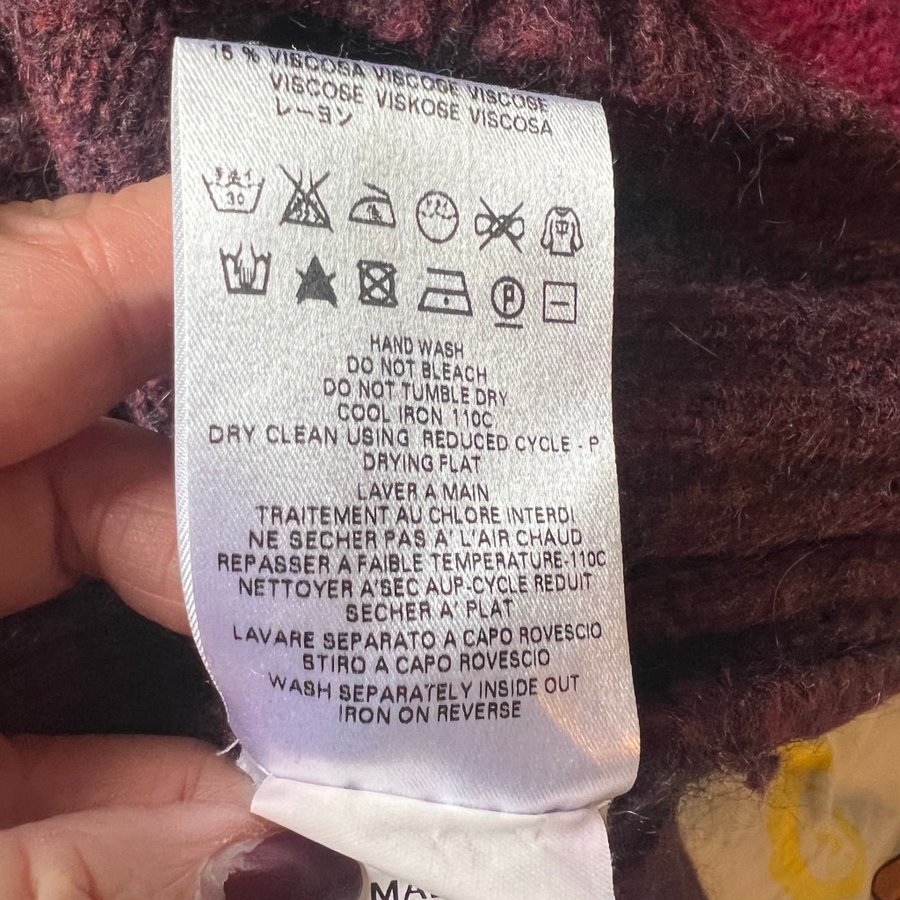 15 % VISCOSA VISCOSE VISCOSE
VISCOSE VISKOSE VISCOSA
レーヨン
30
P
HAND WASH
DO NOT BLEACH
DO NOT TUMBLE DRY
COOL IRON 110C
DRY CLEAN USING REDUCED CYCLE - P
DRYING FLAT
LAVER A MAIN
TRAITEMENT AU CHLORE INTERDI
NE SECHER PAS A' L'AIR CHAUD
REPASSER A FAIBLE TEMPERATURE-110C
NETTOYER A'SEC AUP-CYCLE REDUIT
SECHER A' PLAT
LAVARE SEPARATO A CAPO ROVESCIO
STIRO A CAPO ROVESCIO
WASH SEPARATELY INSIDE OUT
IRON ON REVERSE